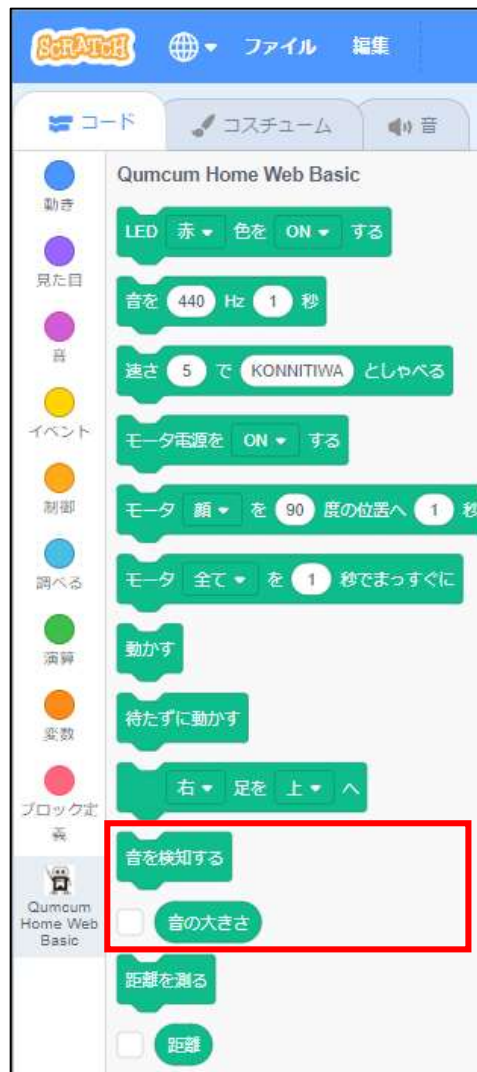 SCRATCH ファイル 編集
コード コスチューム 音
動き
見た目
音
イベント
制御
調べる
演算
変数
ブロック定
義
Qumcum
Home Web
Basic
Qumcum Home Web Basic
LED 赤 色を ON する
音を 440 Hz 1 秒
速さ 5 で KONNITIWA としゃべる
モータ電源を ON する
モータ 顔 を 90 度の位置へ 1 秒
モータ 全て を 1 秒でまっすぐに
動かす
待たずに動かす
右 足を 上 へ
音を検知する
音の大きさ
距離を測る
距離